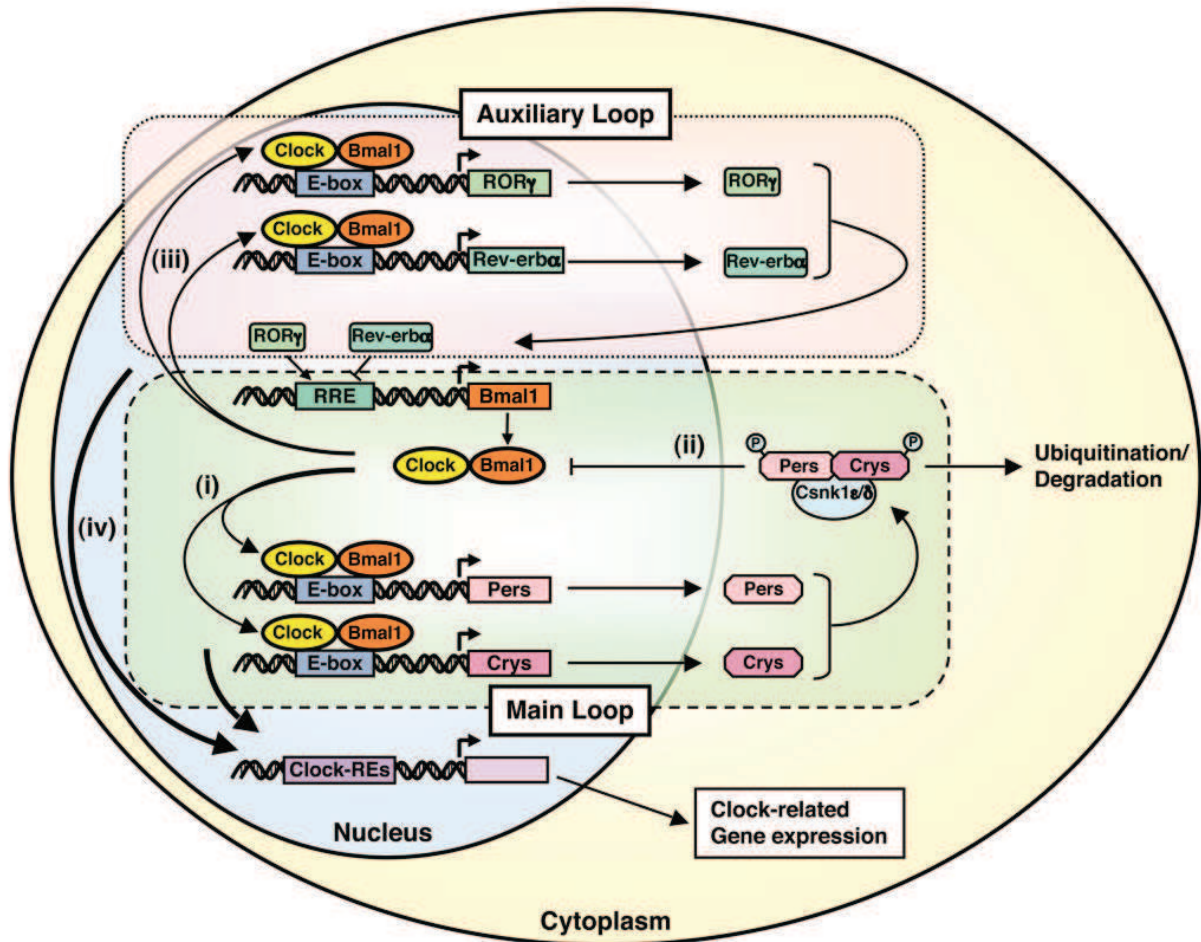 Auxiliary Loop
Clock Bmal1
E-box RORγ RORγ
Clock Bmal1
(iii)
E-box Rev-erbα Rev-erbα
RORγ Rev-erbα
RRE Bmal1
Clock Bmal1 (ii) P P
Pers Crys
Csnk1ε/δ
Ubiquitination/
Degradation
(i)
(iv)
Clock Bmal1
E-box Pers Pers
Clock Bmal1
E-box Crys Crys
Main Loop
Clock-REs
Clock-related
Gene expression
Nucleus
Cytoplasm